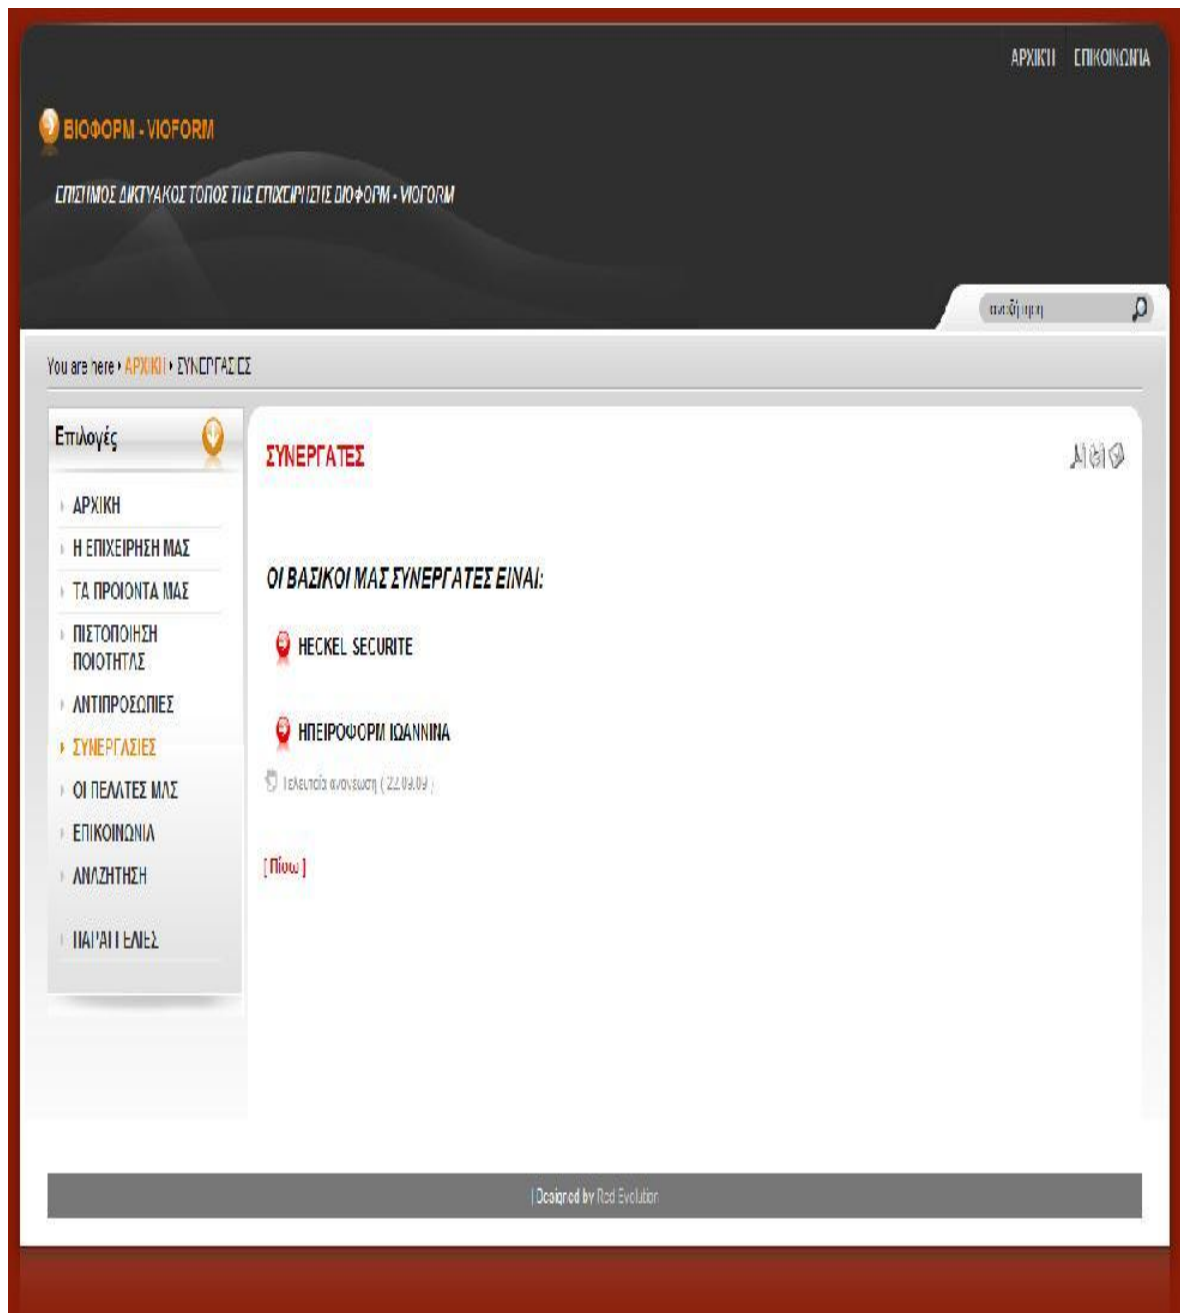 ΑΡΧΙΚΉ ΕΠΙΚΟΙΝΩΝΊΑ
ΒΙΟΦΟΡΜ - VIOFORM
ΕΠΙΣΗΜΟΣ ΔΙΚΤΥΑΚΟΣ ΤΟΠΟΣ ΤΗΣ ΕΠΙΧΕΙΡΗΣΗΣ ΒΙΟΦΟΡΜ - VIOFORM
αναζήτηση
You are here ▸ ΑΡΧΙΚΗ ▸ ΣΥΝΕΡΓΑΣΙΕΣ
Επιλογές
ΑΡΧΙΚΗ
Η ΕΠΙΧΕΙΡΗΣΗ ΜΑΣ
ΤΑ ΠΡΟΙΟΝΤΑ ΜΑΣ
ΠΙΣΤΟΠΟΙΗΣΗ
ΠΟΙΟΤΗΤΑΣ
ΑΝΤΙΠΡΟΣΩΠΙΕΣ
ΣΥΝΕΡΓΑΣΙΕΣ
ΟΙ ΠΕΛΑΤΕΣ ΜΑΣ
ΕΠΙΚΟΙΝΩΝΙΑ
ΑΝΑΖΗΤΗΣΗ
ΠΑΡΑΓΓΕΛΙΕΣ
ΣΥΝΕΡΓΑΤΕΣ
ΟΙ ΒΑΣΙΚΟΙ ΜΑΣ ΣΥΝΕΡΓΑΤΕΣ ΕΙΝΑΙ:
HECKEL SECURITE
ΗΠΕΙΡΟΦΟΡΜ ΙΩΑΝΝΙΝΑ
Τελευταία ανανέωση ( 22.09.09 )
[ Πίσω ]
| Designed by Red Evolution